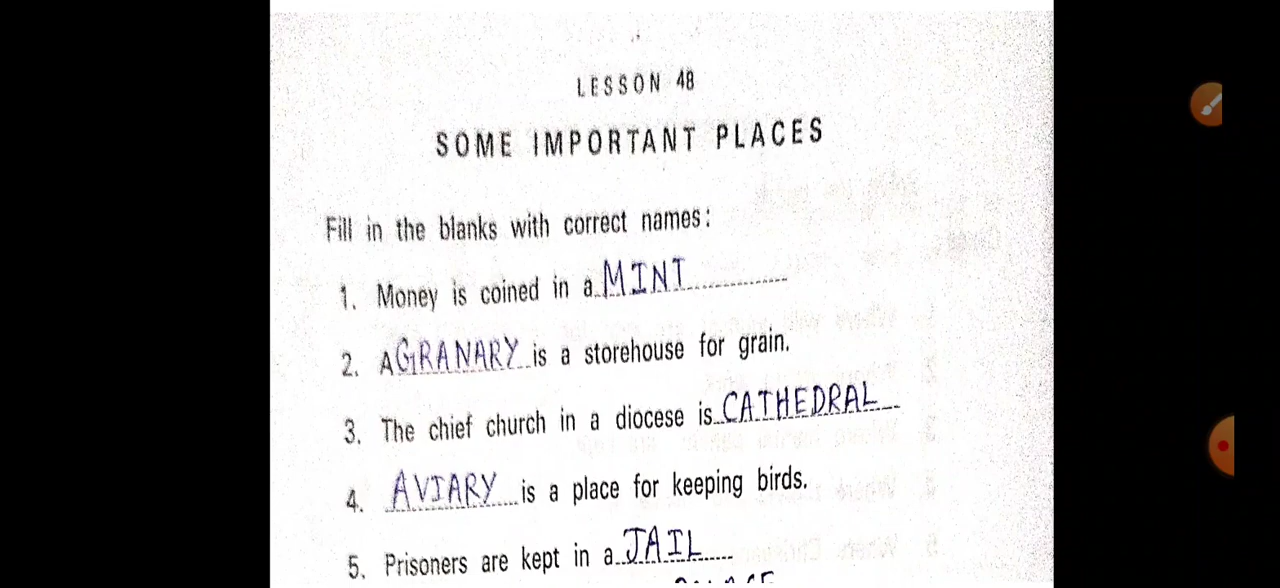 LESSON 48
SOME IMPORTANT PLACES
Fill in the blanks with correct names:
1. Money is coined in a MINT
2. A GRANARY is a storehouse for grain.
3. The chief church in a diocese is CATHEDRAL
4. AVIARY is a place for keeping birds.
5. Prisoners are kept in a JAIL